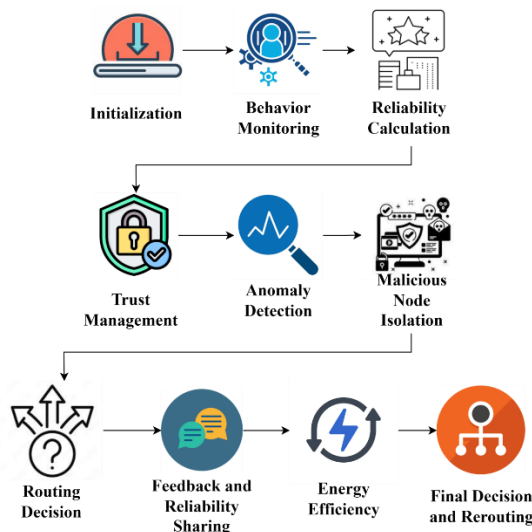 Initialization
Behavior
Monitoring
Reliability
Calculation
Trust
Management
Anomaly
Detection
Malicious
Node
Isolation
Routing
Decision
Feedback and
Reliability
Sharing
Energy
Efficiency
Final Decision
and Rerouting